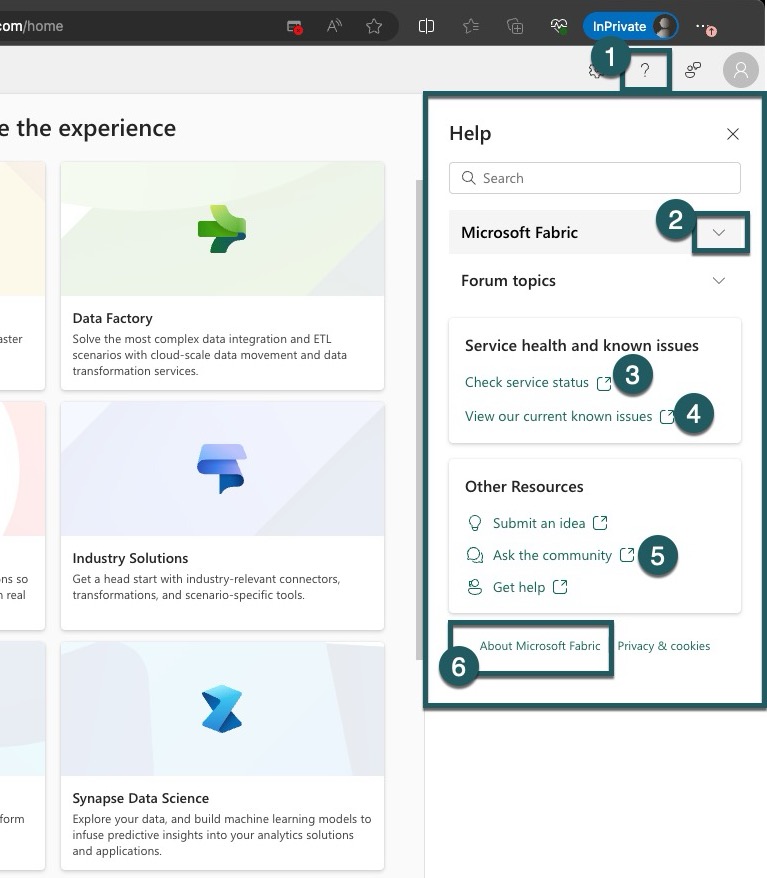 .com/home
InPrivate
1
?
e the experience
Help
Search
2
Microsoft Fabric
Forum topics
Service health and known issues
Check service status
3
View our current known issues
4
Other Resources
Submit an idea
Ask the community
5
Get help
About Microsoft Fabric
Privacy & cookies
6
Data Factory
Solve the most complex data integration and ETL
scenarios with cloud-scale data movement and data
transformation services.
Industry Solutions
Get a head start with industry-relevant connectors,
transformations, and scenario-specific tools.
Synapse Data Science
Explore your data, and build machine learning models to
infuse predictive insights into your analytics solutions
and applications.
aster
ns so
real
form